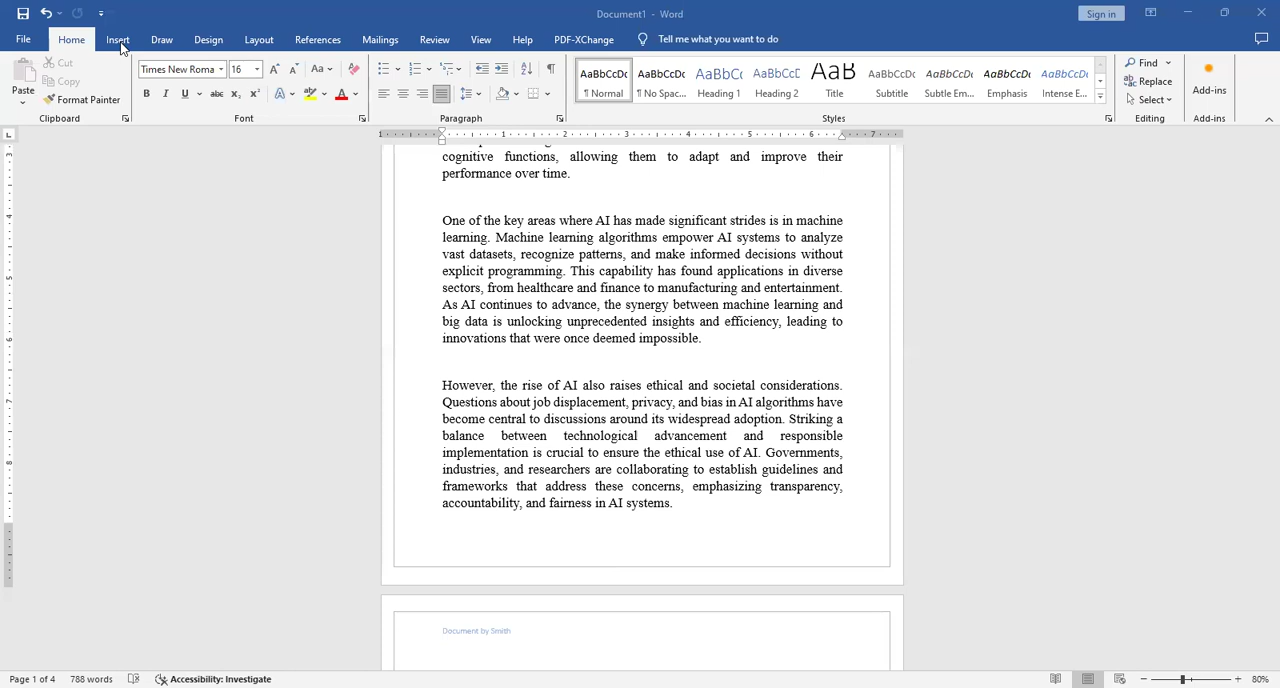 Document1 - Word
Sign in
File Home Insert Draw Design Layout References Mailings Review View Help PDF-XChange Tell me what you want to do
Paste
Cut
Copy
Format Painter
Clipboard
Times New Roma 16
Font
Paragraph
AaBbCcDc AaBbCcDc AaBbCc AaBbCcD AaB AaBbCcDc AaBbCcDc AaBbCcDc AaBbCcDc
¶ Normal ¶ No Spac... Heading 1 Heading 2 Title Subtitle Subtle Em... Emphasis Intense E...
Styles
Find
Replace
Select
Editing
Add-ins
Add-ins
cognitive functions, allowing them to adapt and improve their
performance over time.
One of the key areas where AI has made significant strides is in machine
learning. Machine learning algorithms empower AI systems to analyze
vast datasets, recognize patterns, and make informed decisions without
explicit programming. This capability has found applications in diverse
sectors, from healthcare and finance to manufacturing and entertainment.
As AI continues to advance, the synergy between machine learning and
big data is unlocking unprecedented insights and efficiency, leading to
innovations that were once deemed impossible.
However, the rise of AI also raises ethical and societal considerations.
Questions about job displacement, privacy, and bias in AI algorithms have
become central to discussions around its widespread adoption. Striking a
balance between technological advancement and responsible
implementation is crucial to ensure the ethical use of AI. Governments,
industries, and researchers are collaborating to establish guidelines and
frameworks that address these concerns, emphasizing transparency,
accountability, and fairness in AI systems.
Document by Smith
Page 1 of 4 788 words Accessibility: Investigate 80%